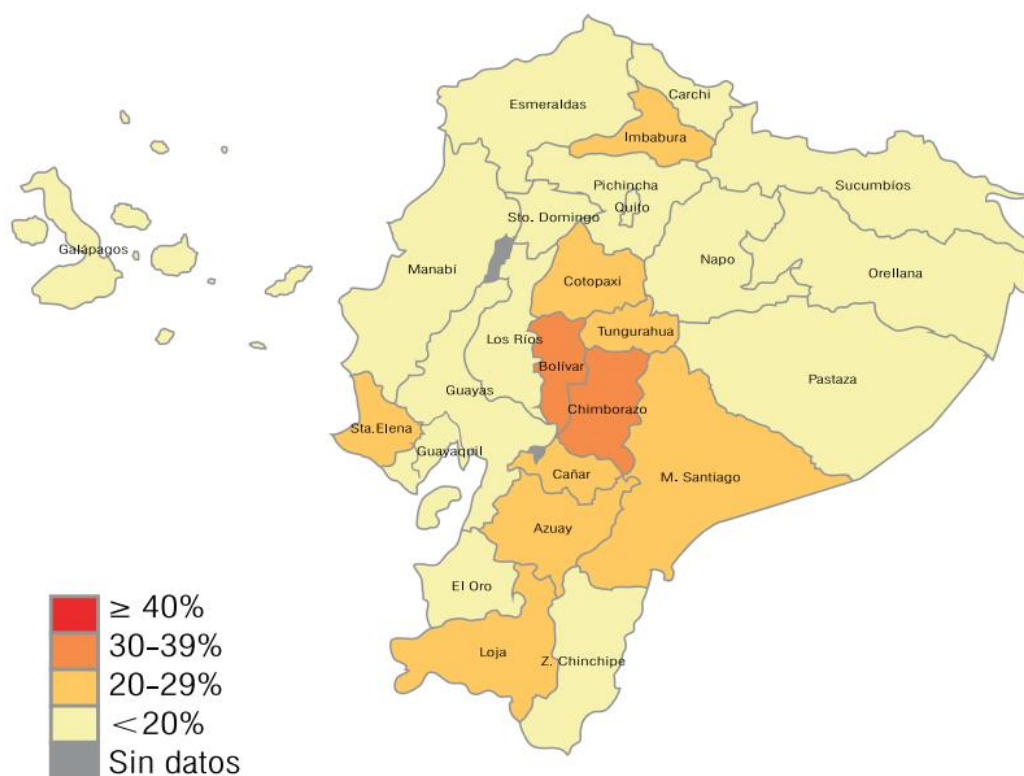 Carchi
Esmeraldas
Imbabura
Pichincha
Quito
Sucumbíos
Sto. Domingo
Galápagos
Manabí
Napo
Orellana
Cotopaxi
Tungurahua
Los Ríos
Bolívar
Pastaza
Guayas
Chimborazo
Sta.Elena
Guayaquil
Cañar
M. Santiago
Azuay
El Oro
Loja
Z. Chinchipe
≥ 40%
30-39%
20-29%
<20%
Sin datos